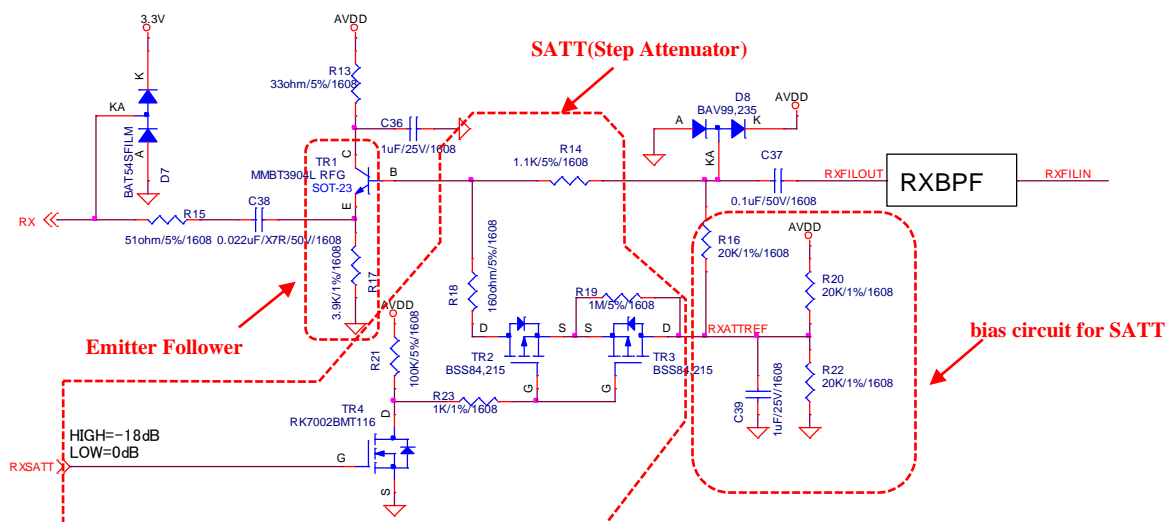 3.3V
K
KA
A
BAT54SFILM
D7
RX
R15
51ohm/5%/1608
C38
0.022uF/X7R/50V/1608
AVDD
R13
33ohm/5%/1608
C36
1uF/25V/1608
C
TR1
MMBT3904L RFG
SOT-23
B
E
3.9K/1%/1608
R17
Emitter Follower
SATT(Step Attenuator)
R14
1.1K/5%/1608
D8
BAV99,235
AVDD
A
K
KA
C37
0.1uF/50V/1608
RXFILOUT
RXBPF
RXFILIN
R16
20K/1%/1608
AVDD
R20
20K/1%/1608
R22
20K/1%/1608
C39
1uF/25V/1608
RXATTREF
bias circuit for SATT
R18
160ohm/5%/1608
R19
1M/5%/1608
D
S
S
D
TR2
BSS84,215
TR3
BSS84,215
G
G
AVDD
R21
100K/5%/1608
R23
1K/1%/1608
TR4
RK7002BMT116
D
G
S
HIGH=-18dB
LOW=0dB
RXSATT